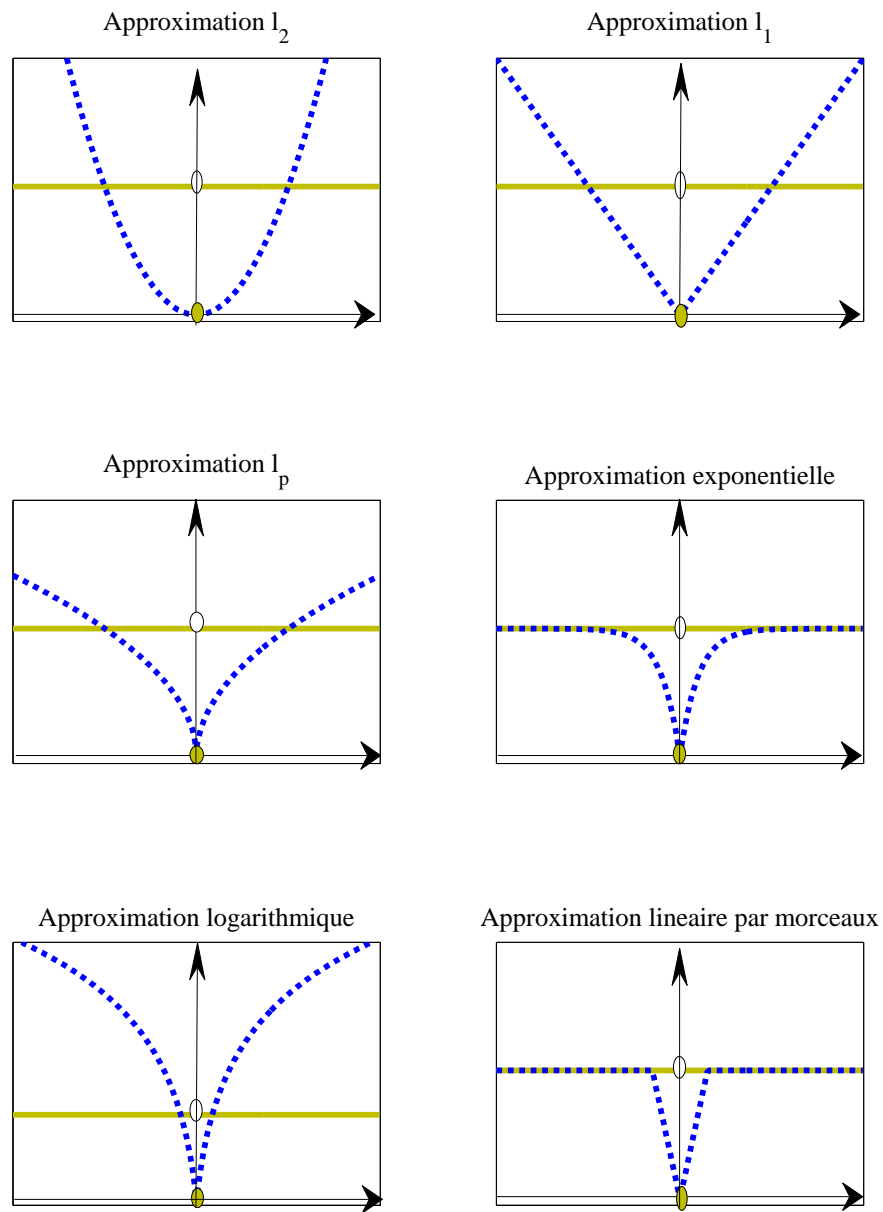 Approximation l2
Approximation l1
Approximation lp
Approximation exponentielle
Approximation logarithmique
Approximation lineaire par morceaux